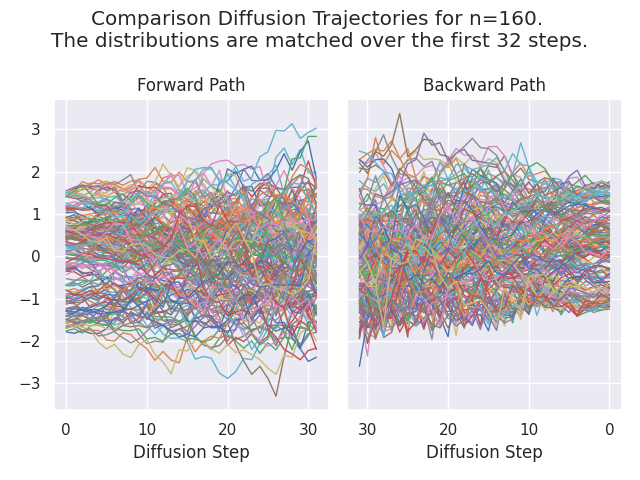 Comparison Diffusion Trajectories for n=160.
The distributions are matched over the first 32 steps.
Forward Path
Backward Path
3
2
1
0
−1
−2
−3
0
10
20
30
30
20
10
0
Diffusion Step
Diffusion Step